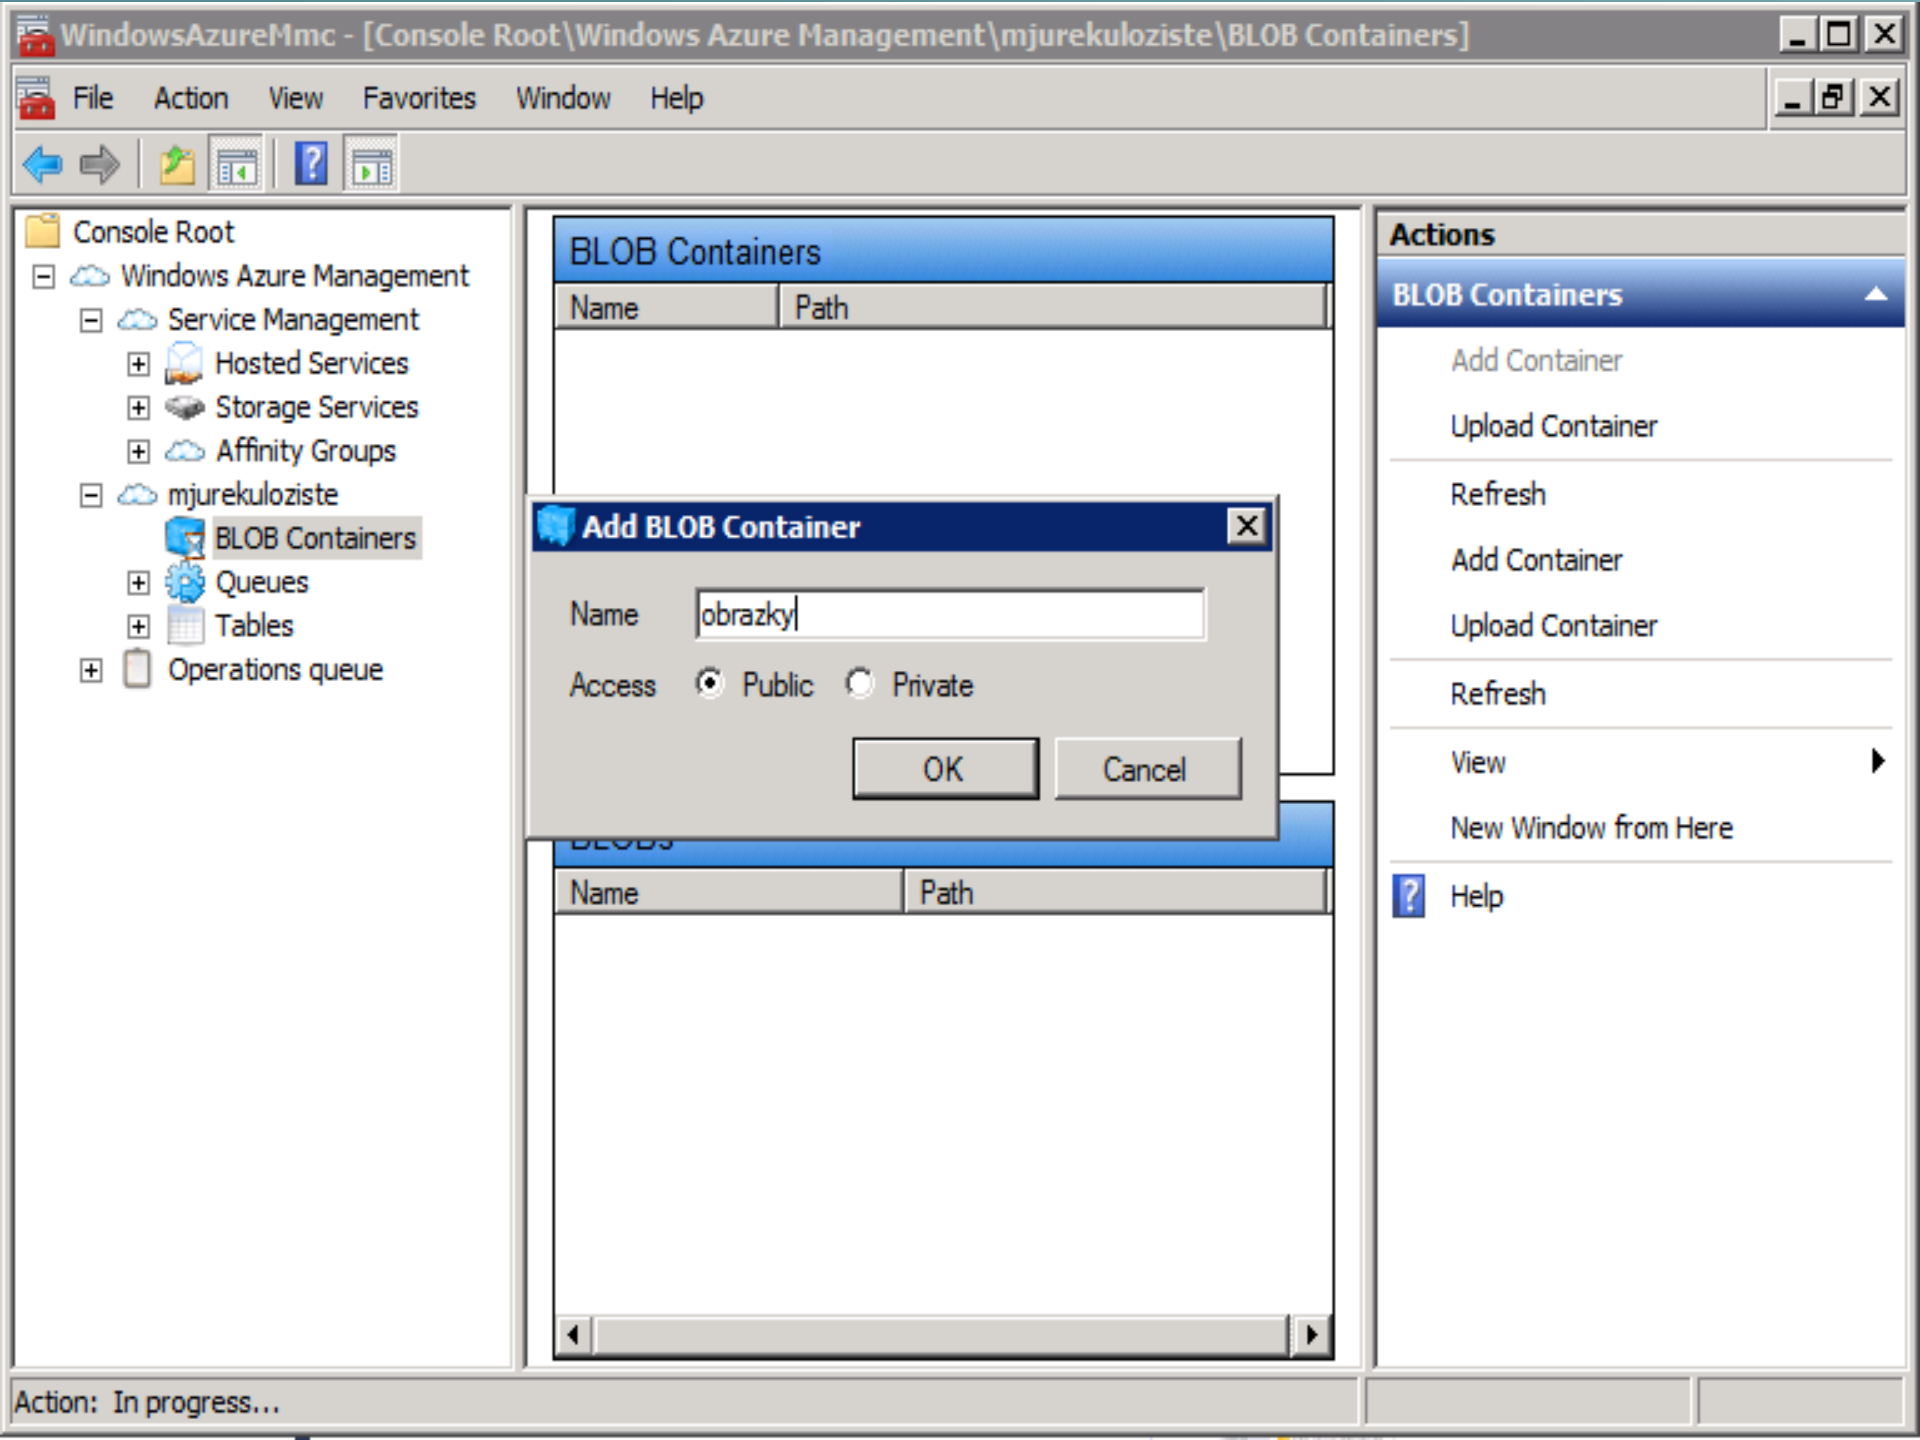 WindowsAzureMmc - [Console Root\Windows Azure Management\mjurekuloziste\BLOB Containers]
File Action View Favorites Window Help
Console Root
Windows Azure Management
Service Management
Hosted Services
Storage Services
Affinity Groups
mjurekuloziste
BLOB Containers
Queues
Tables
Operations queue
BLOB Containers
Name Path
Add BLOB Container
Name obrazky
Access Public Private
OK Cancel
BLOBs
Name Path
Actions
BLOB Containers
Add Container
Upload Container
Refresh
Add Container
Upload Container
Refresh
View
New Window from Here
Help
Action: In progress...